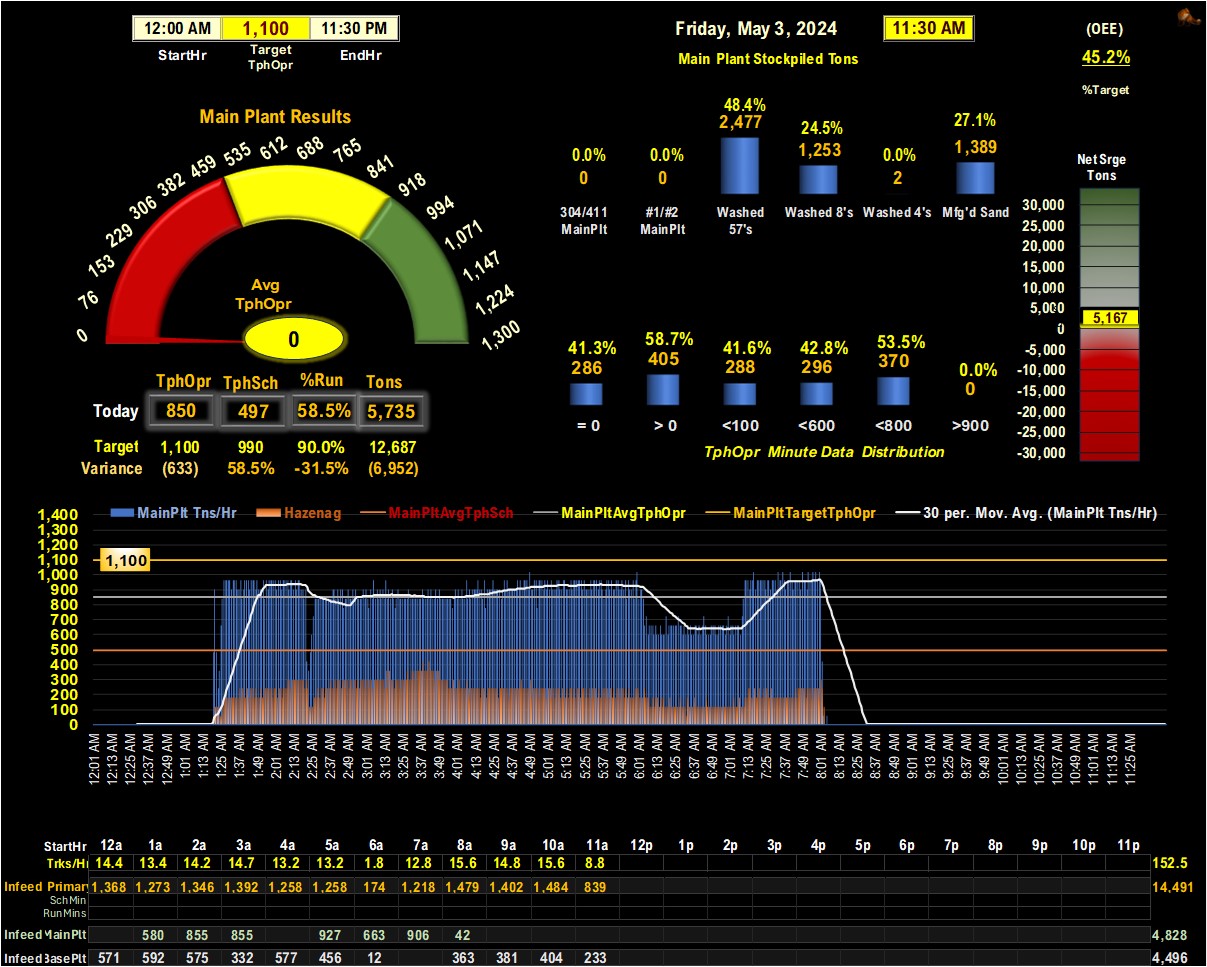 12:00 AM 1,100 11:30 PM
StartHr Target TphOpr EndHr
Friday, May 3, 2024 11:30 AM
Main Plant Stockpiled Tons
(OEE)
45.2%
%Target
Main Plant Results
0 76 153 229 306 382 459 535 612 688 765 841 918 994 1,071 1,147 1,224 1,300
Avg
TphOpr
0
48.4% 24.5% 27.1%
2,477 1,253 1,389
0.0% 0.0% 0.0%
0 0 2
304/411 MainPlt #1/#2 MainPlt Washed 57's Washed 8's Washed 4's Mfg'd Sand
Net Srge
Tons
30,000
25,000
20,000
15,000
10,000
5,000
5,167
0
-5,000
-10,000
-15,000
-20,000
-25,000
-30,000
41.3% 58.7% 41.6% 42.8% 53.5% 0.0%
286 405 288 296 370 0
= 0 > 0 <100 <600 <800 >900
TphOpr Minute Data Distribution
TphOpr TphSch %Run Tons
Today 850 497 58.5% 5,735
Target 1,100 990 90.0% 12,687
Variance (633) 58.5% -31.5% (6,952)
MainPlt Tns/Hr Hazenag MainPltAvgTphSch MainPltAvgTphOpr MainPltTargetTphOpr 30 per. Mov. Avg. (MainPlt Tns/Hr)
1,400
1,300
1,200
1,100
1,000
900
800
700
600
500
400
300
200
100
0
1,100
12:01 AM 12:13 AM 12:25 AM 12:37 AM 12:49 AM 1:01 AM 1:13 AM 1:25 AM 1:37 AM 1:49 AM 2:01 AM 2:13 AM 2:25 AM 2:37 AM 2:49 AM 3:01 AM 3:13 AM 3:25 AM 3:37 AM 3:49 AM 4:01 AM 4:13 AM 4:25 AM 4:37 AM 4:49 AM 5:01 AM 5:13 AM 5:25 AM 5:37 AM 5:49 AM 6:01 AM 6:13 AM 6:25 AM 6:37 AM 6:49 AM 7:01 AM 7:13 AM 7:25 AM 7:37 AM 7:49 AM 8:01 AM 8:13 AM 8:25 AM 8:37 AM 8:49 AM 9:01 AM 9:13 AM 9:25 AM 9:37 AM 9:49 AM 10:01 AM 10:13 AM 10:25 AM 10:37 AM 10:49 AM 11:01 AM 11:13 AM 11:25 AM
StartHr 12a 1a 2a 3a 4a 5a 6a 7a 8a 9a 10a 11a 12p 1p 2p 3p 4p 5p 6p 7p 8p 9p 10p 11p
Trks/Hr 14.4 13.4 14.2 14.7 13.2 13.2 1.8 12.8 15.6 14.8 15.6 8.8 152.5
Infeed Primary 1,368 1,273 1,346 1,392 1,258 1,258 174 1,218 1,479 1,402 1,484 839 14,491
Sch Min
Run Mins
Infeed MainPlt 580 855 855 927 663 906 42 4,828
Infeed BasePlt 571 592 575 332 577 456 12 363 381 404 233 4,496